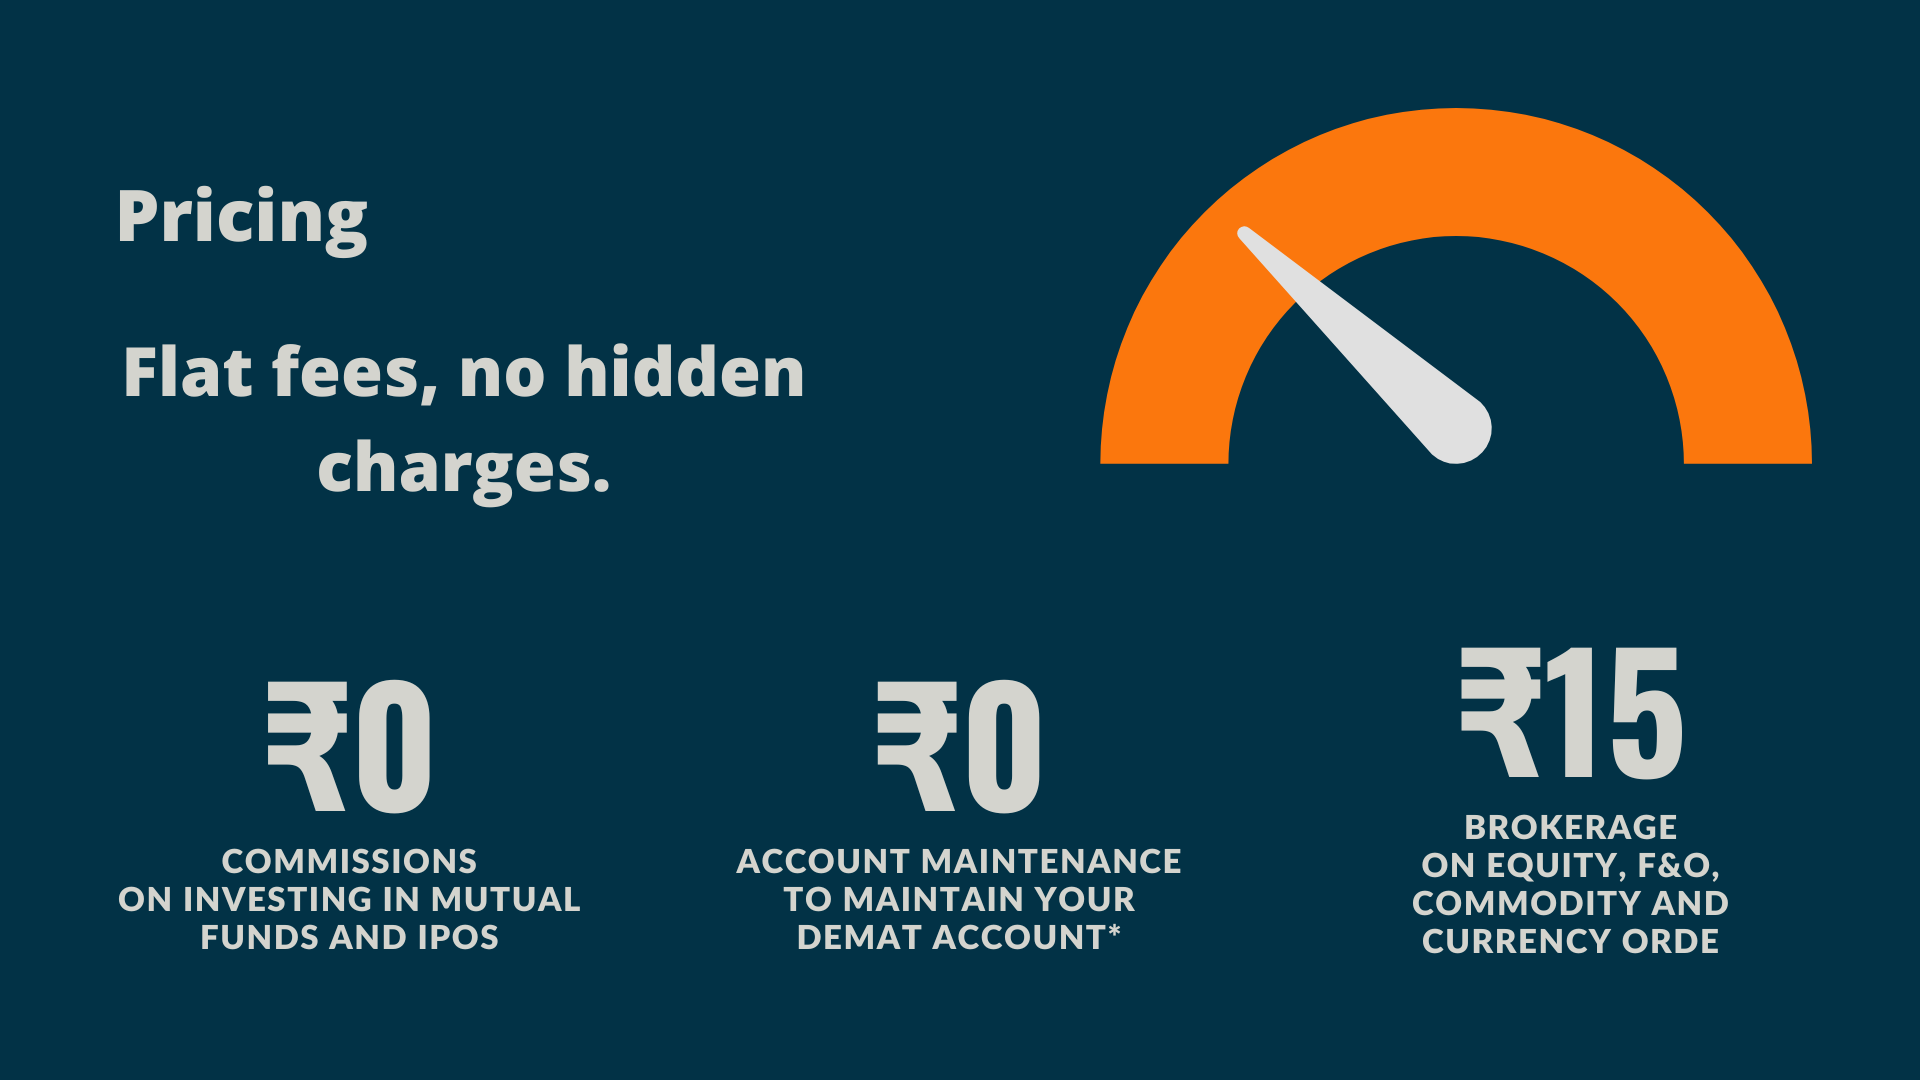 Pricing
Flat fees, no hidden
charges.
₹0
COMMISSIONS
ON INVESTING IN MUTUAL
FUNDS AND IPOS
₹0
ACCOUNT MAINTENANCE
TO MAINTAIN YOUR
DEMAT ACCOUNT*
₹15
BROKERAGE
ON EQUITY, F&O,
COMMODITY AND
CURRENCY ORDE